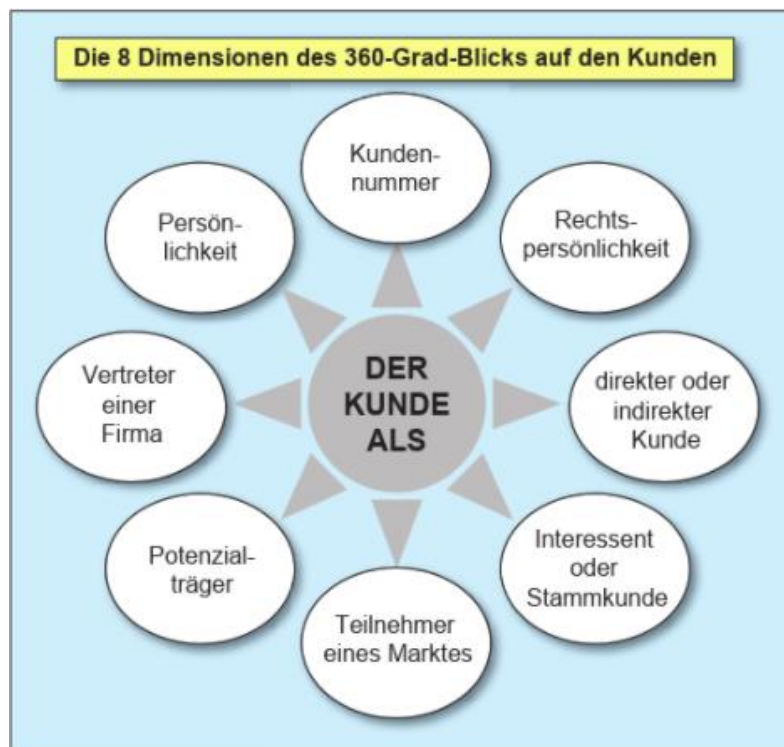 Die 8 Dimensionen des 360-Grad-Blicks auf den Kunden
Kunden-
nummer
Rechts-
persönlichkeit
direkter oder
indirekter
Kunde
Interessent
oder
Stammkunde
Teilnehmer
eines Marktes
Potenzial-
träger
Vertreter
einer
Firma
Persön-
lichkeit
DER
KUNDE
ALS